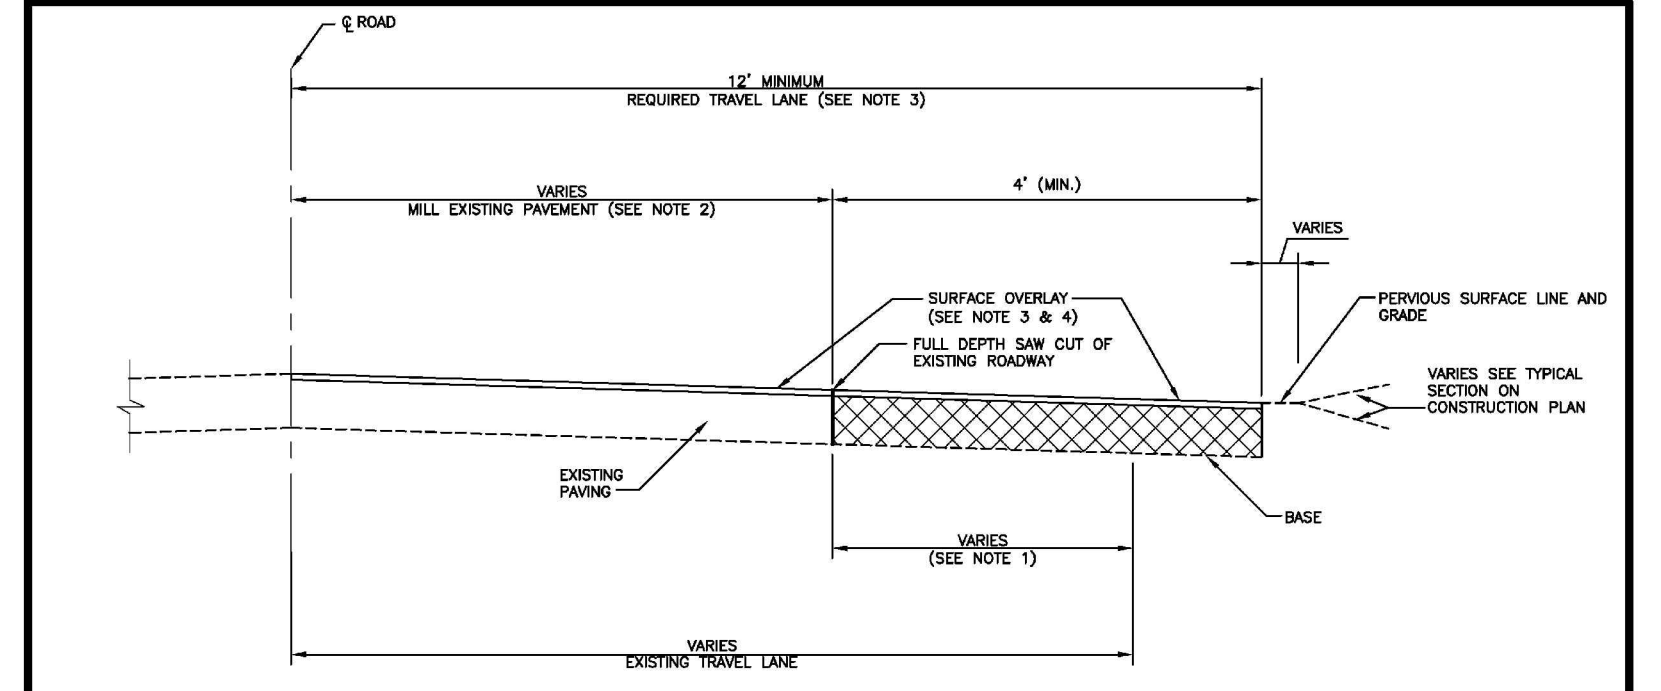 ℄ ROAD
12' MINIMUM
REQUIRED TRAVEL LANE (SEE NOTE 3)
VARIES
MILL EXISTING PAVEMENT (SEE NOTE 2)
4' (MIN.)
VARIES
SURFACE OVERLAY
(SEE NOTE 3 & 4)
PERVIOUS SURFACE LINE AND
GRADE
FULL DEPTH SAW CUT OF
EXISTING ROADWAY
VARIES SEE TYPICAL
SECTION ON
CONSTRUCTION PLAN
EXISTING
PAVING
BASE
VARIES
(SEE NOTE 1)
VARIES
EXISTING TRAVEL LANE